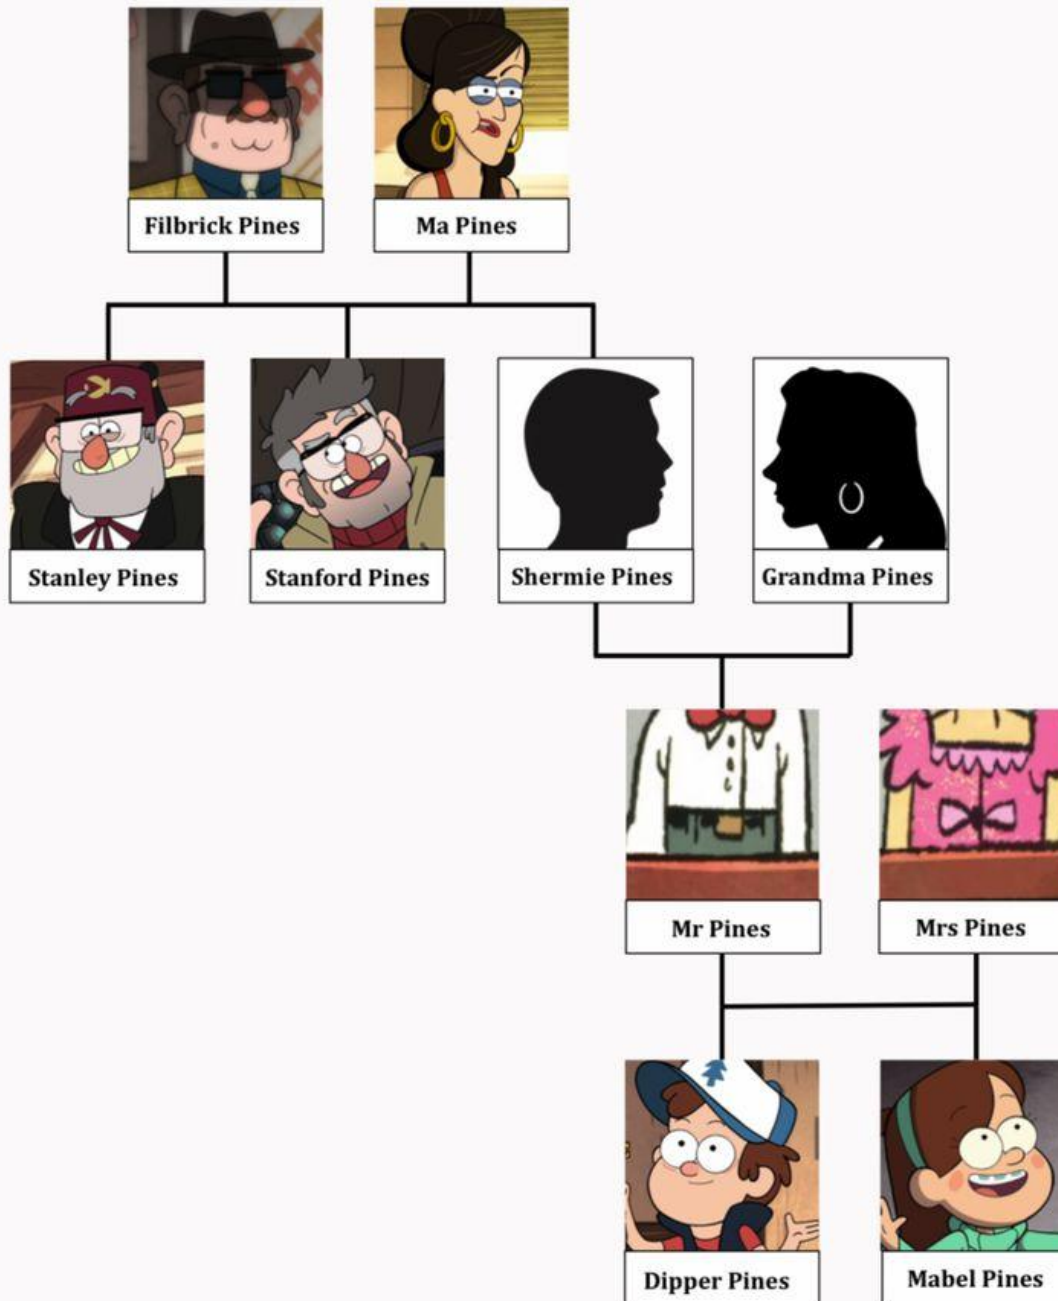 Filbrick Pines
Ma Pines
Stanley Pines
Stanford Pines
Shermie Pines
Grandma Pines
Mr Pines
Mrs Pines
Dipper Pines
Mabel Pines